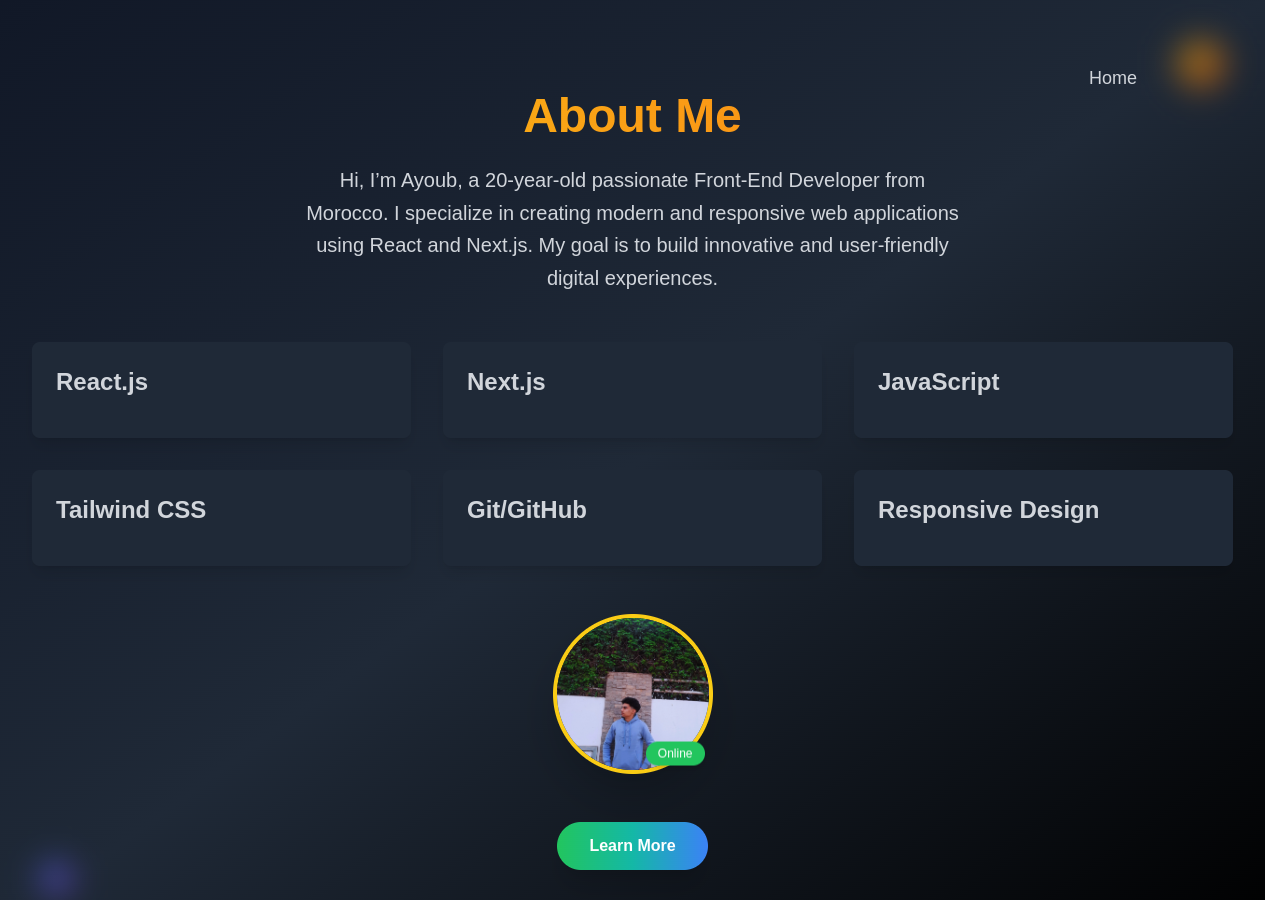 Home
About Me
Hi, I’m Ayoub, a 20-year-old passionate Front-End Developer from
Morocco. I specialize in creating modern and responsive web applications
using React and Next.js. My goal is to build innovative and user-friendly
digital experiences.
React.js
Next.js
JavaScript
Tailwind CSS
Git/GitHub
Responsive Design
Online
Learn More